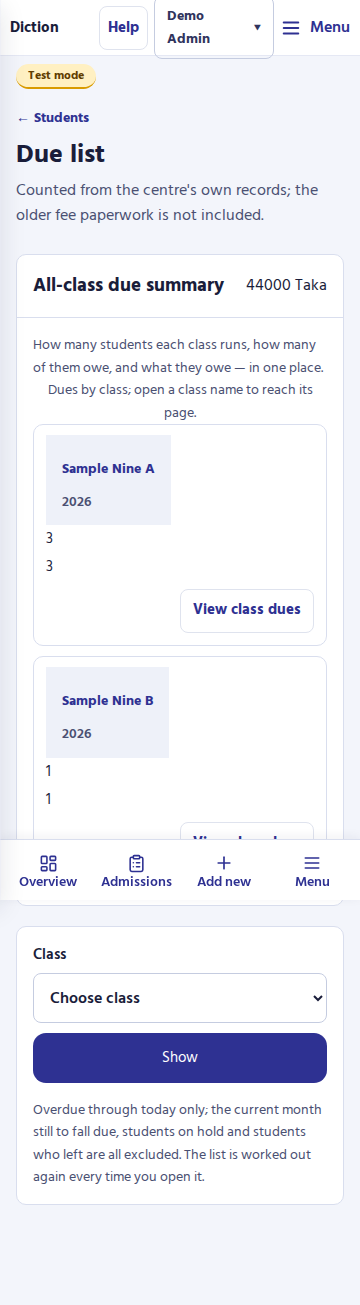 Diction
Help
Demo Admin
Menu
Test mode
← Students
Due list
Counted from the centre's own records; the
older fee paperwork is not included.
All-class due summary
44000 Taka
How many students each class runs, how many
of them owe, and what they owe — in one place.
Dues by class; open a class name to reach its
page.
Sample Nine A
2026
3
3
View class dues
Sample Nine B
2026
1
1
Overview
Admissions
Add new
Menu
Class
Choose class
Show
Overdue through today only; the current month
still to fall due, students on hold and students
who left are all excluded. The list is worked out
again every time you open it.